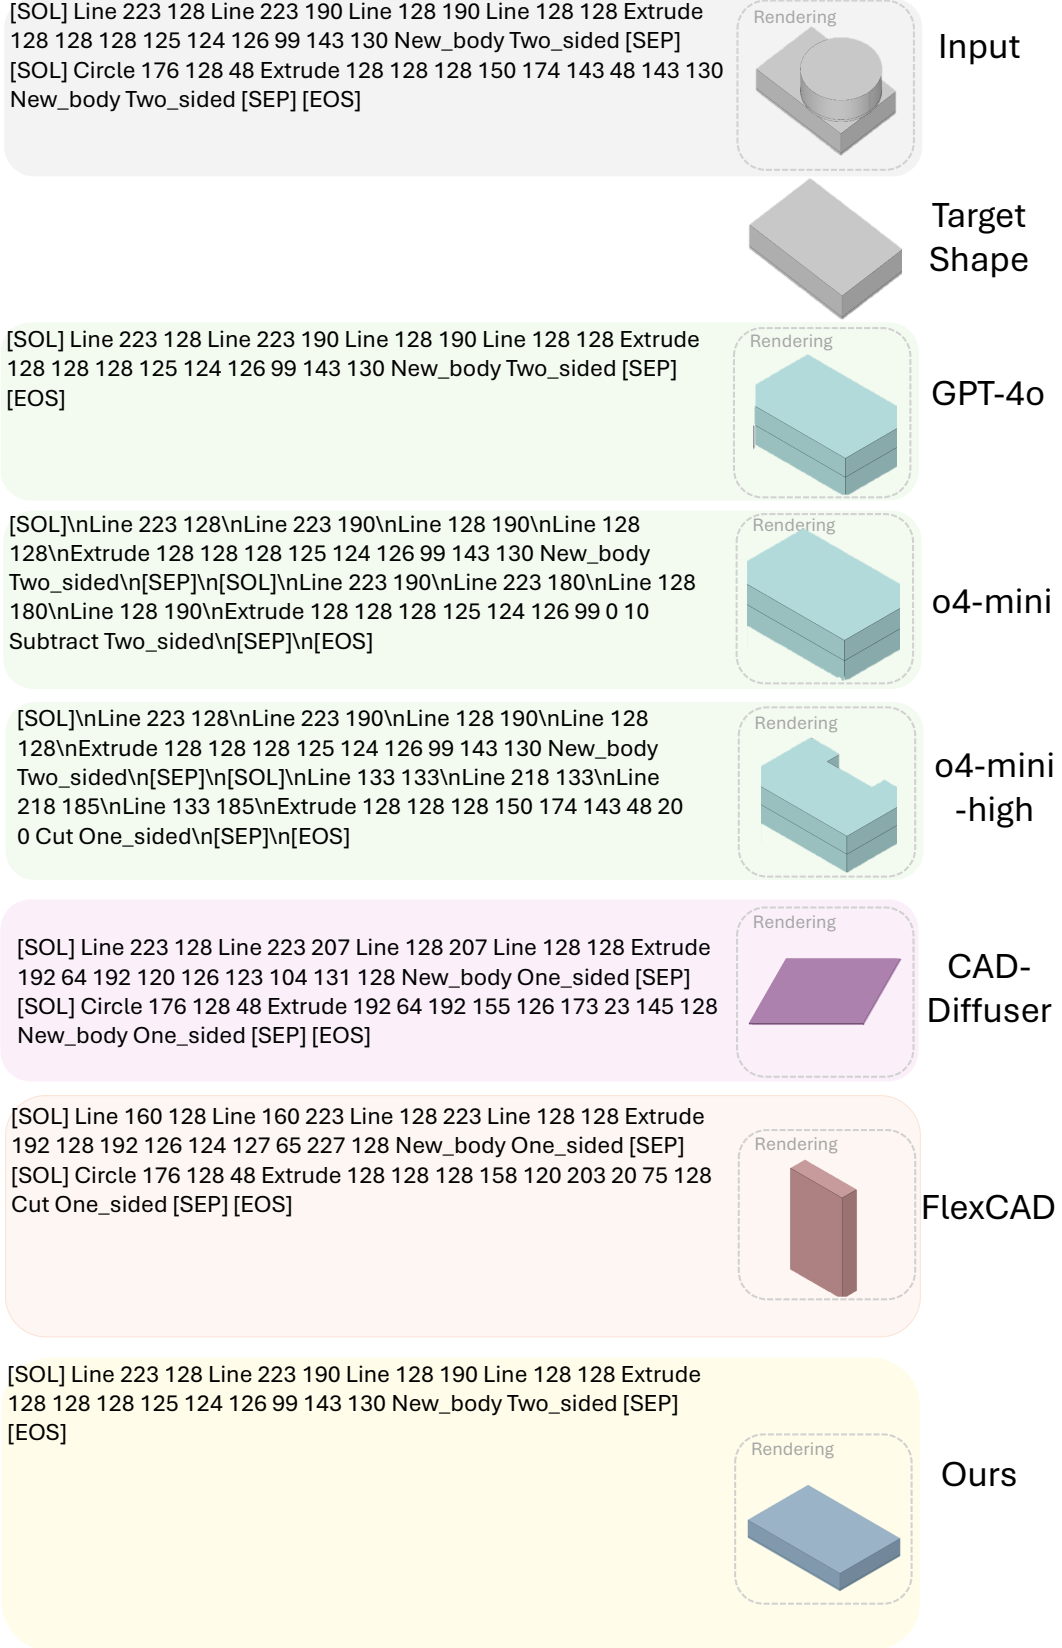 [SOL] Line 223 128 Line 223 190 Line 128 190 Line 128 128 Extrude
128 128 128 125 124 126 99 143 130 New_body Two_sided [SEP]
[SOL] Circle 176 128 48 Extrude 128 128 128 150 174 143 48 143 130
New_body Two_sided [SEP] [EOS]
Rendering
Input
Target
Shape
[SOL] Line 223 128 Line 223 190 Line 128 190 Line 128 128 Extrude
128 128 128 125 124 126 99 143 130 New_body Two_sided [SEP]
[EOS]
Rendering
GPT-4o
[SOL]\nLine 223 128\nLine 223 190\nLine 128 190\nLine 128
128\nExtrude 128 128 128 125 124 126 99 143 130 New_body
Two_sided\n[SEP]\n[SOL]\nLine 223 190\nLine 223 180\nLine 128
180\nLine 128 190\nExtrude 128 128 128 125 124 126 99 0 10
Subtract Two_sided\n[SEP]\n[EOS]
Rendering
o4-mini
[SOL]\nLine 223 128\nLine 223 190\nLine 128 190\nLine 128
128\nExtrude 128 128 128 125 124 126 99 143 130 New_body
Two_sided\n[SEP]\n[SOL]\nLine 133 133\nLine 218 133\nLine
218 185\nLine 133 185\nExtrude 128 128 128 150 174 143 48 20
0 Cut One_sided\n[SEP]\n[EOS]
Rendering
o4-mini
-high
[SOL] Line 223 128 Line 223 207 Line 128 207 Line 128 128 Extrude
192 64 192 120 126 123 104 131 128 New_body One_sided [SEP]
[SOL] Circle 176 128 48 Extrude 192 64 192 155 126 173 23 145 128
New_body One_sided [SEP] [EOS]
Rendering
CAD-
Diffuser
[SOL] Line 160 128 Line 160 223 Line 128 223 Line 128 128 Extrude
192 128 192 126 124 127 65 227 128 New_body One_sided [SEP]
[SOL] Circle 176 128 48 Extrude 128 128 128 158 120 203 20 75 128
Cut One_sided [SEP] [EOS]
Rendering
FlexCAD
[SOL] Line 223 128 Line 223 190 Line 128 190 Line 128 128 Extrude
128 128 128 125 124 126 99 143 130 New_body Two_sided [SEP]
[EOS]
Rendering
Ours